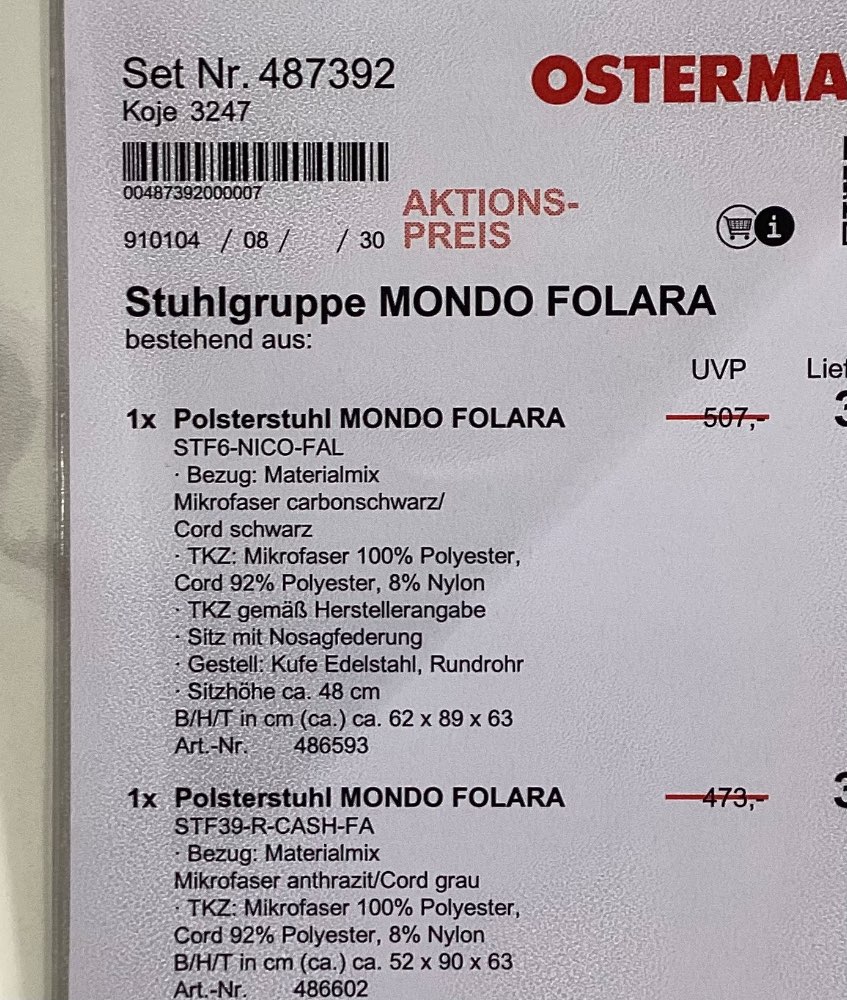 Set Nr. 487392
OSTERMA
Koje 3247
00487392000007
AKTIONS-
PREIS
910104 / 08 / / 30
i
Stuhlgruppe MONDO FOLARA
bestehend aus:
UVP Lief
1x Polsterstuhl MONDO FOLARA 507,- 3
STF6-NICO-FAL
· Bezug: Materialmix
Mikrofaser carbonschwarz/
Cord schwarz
· TKZ: Mikrofaser 100% Polyester,
Cord 92% Polyester, 8% Nylon
· TKZ gemäß Herstellerangabe
· Sitz mit Nosagfederung
· Gestell: Kufe Edelstahl, Rundrohr
· Sitzhöhe ca. 48 cm
B/H/T in cm (ca.) ca. 62 x 89 x 63
Art.-Nr. 486593
1x Polsterstuhl MONDO FOLARA 473,- 3
STF39-R-CASH-FA
· Bezug: Materialmix
Mikrofaser anthrazit/Cord grau
· TKZ: Mikrofaser 100% Polyester,
Cord 92% Polyester, 8% Nylon
B/H/T in cm (ca.) ca. 52 x 90 x 63
Art.-Nr. 486602